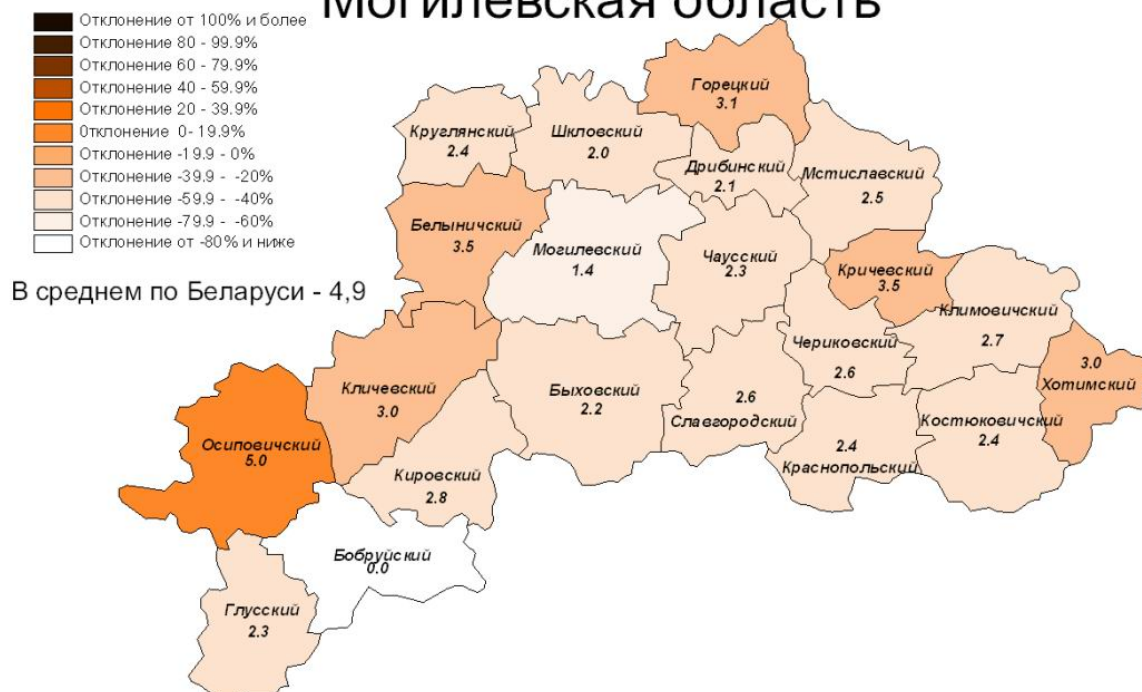 Могилевская область
Отклонение от 100% и более
Отклонение 80 - 99.9%
Отклонение 60 - 79.9%
Отклонение 40 - 59.9%
Отклонение 20 - 39.9%
Отклонение 0- 19.9%
Отклонение -19.9 - 0%
Отклонение -39.9 - -20%
Отклонение -59.9 - -40%
Отклонение -79.9 - -60%
Отклонение от -80% и ниже
В среднем по Беларуси - 4,9
Горецкий
3.1
Круглянский
2.4
Шкловский
2.0
Дрибинский
2.1
Мстиславский
2.5
Белыничский
3.5
Могилевский
1.4
Чаусский
2.3
Кричевский
3.5
Климовичский
2.7
Чериковский
2.6
3.0
Хотимский
Кличевский
3.0
Быховский
2.2
2.6
Славгородский
Костюковичский
2.4
2.4
Краснопольский
Осиповичский
5.0
Кировский
2.8
Бобруйский
0.0
Глусский
2.3